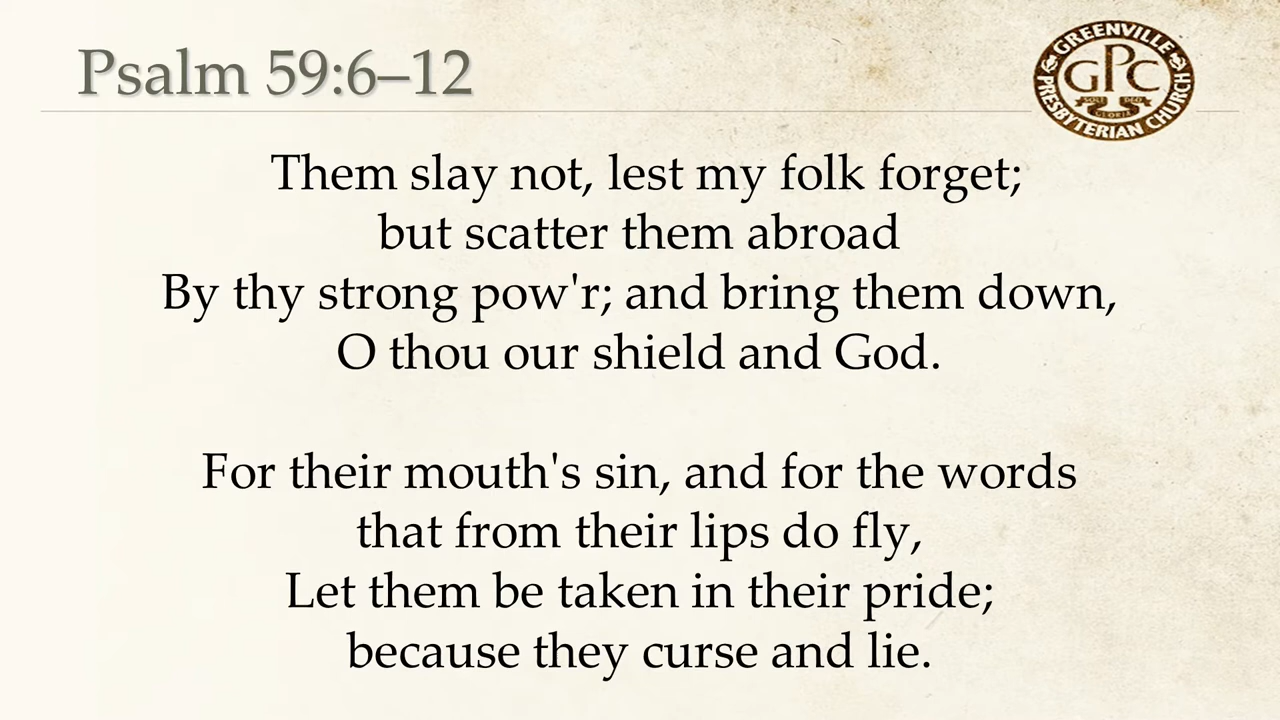 Psalm 59:6–12
GREENVILLE
GPC
SOLI DEO
GLORIA
PRESBYTERIAN CHURCH
Them slay not, lest my folk forget;
but scatter them abroad
By thy strong pow'r; and bring them down,
O thou our shield and God.
For their mouth's sin, and for the words
that from their lips do fly,
Let them be taken in their pride;
because they curse and lie.